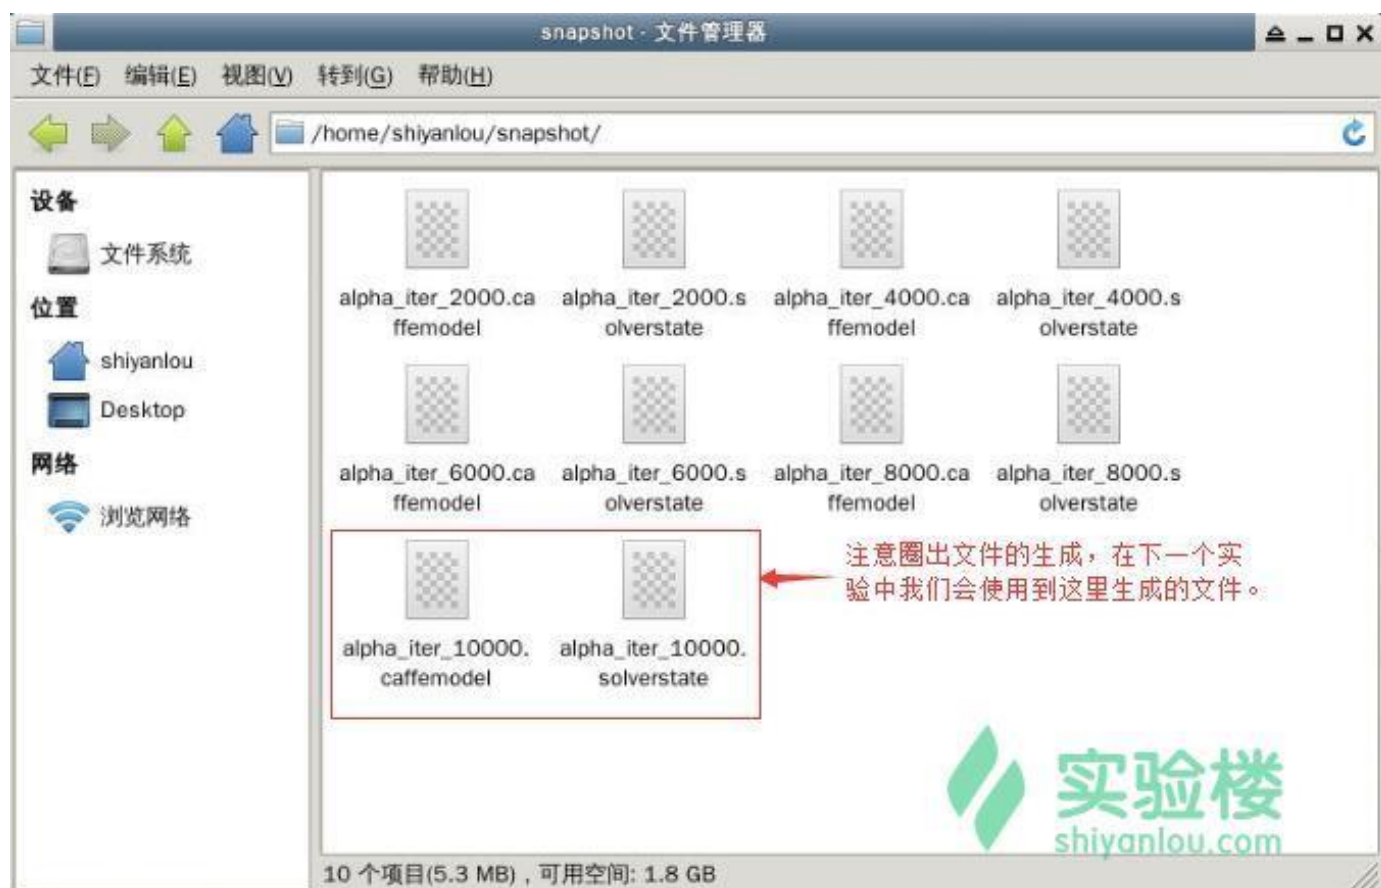 snapshot - 文件管理器
文件(F) 编辑(E) 视图(V) 转到(G) 帮助(H)
/home/shiyanlou/snapshot/
设备
文件系统
位置
shiyanlou
Desktop
网络
浏览网络
alpha_iter_2000.ca
ffemodel
alpha_iter_2000.s
olverstate
alpha_iter_4000.ca
ffemodel
alpha_iter_4000.s
olverstate
alpha_iter_6000.ca
ffemodel
alpha_iter_6000.s
olverstate
alpha_iter_8000.ca
ffemodel
alpha_iter_8000.s
olverstate
alpha_iter_10000.
caffemodel
alpha_iter_10000.
solverstate
注意圈出文件的生成，在下一个实
验中我们会使用到这里生成的文件。
实验楼
shiyanlou.com
10 个项目(5.3 MB)，可用空间: 1.8 GB